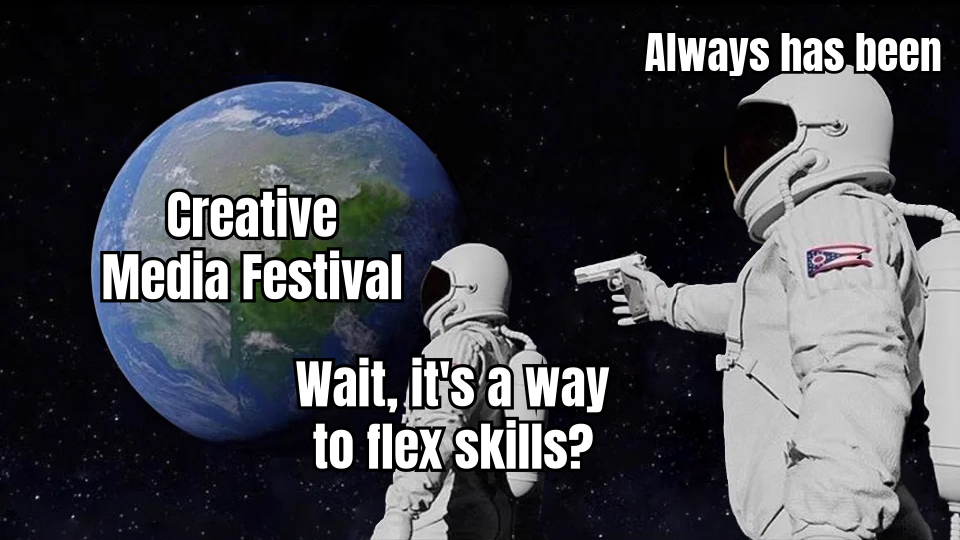 Always has been
Creative
Media Festival
Wait, it's a way
to flex skills?